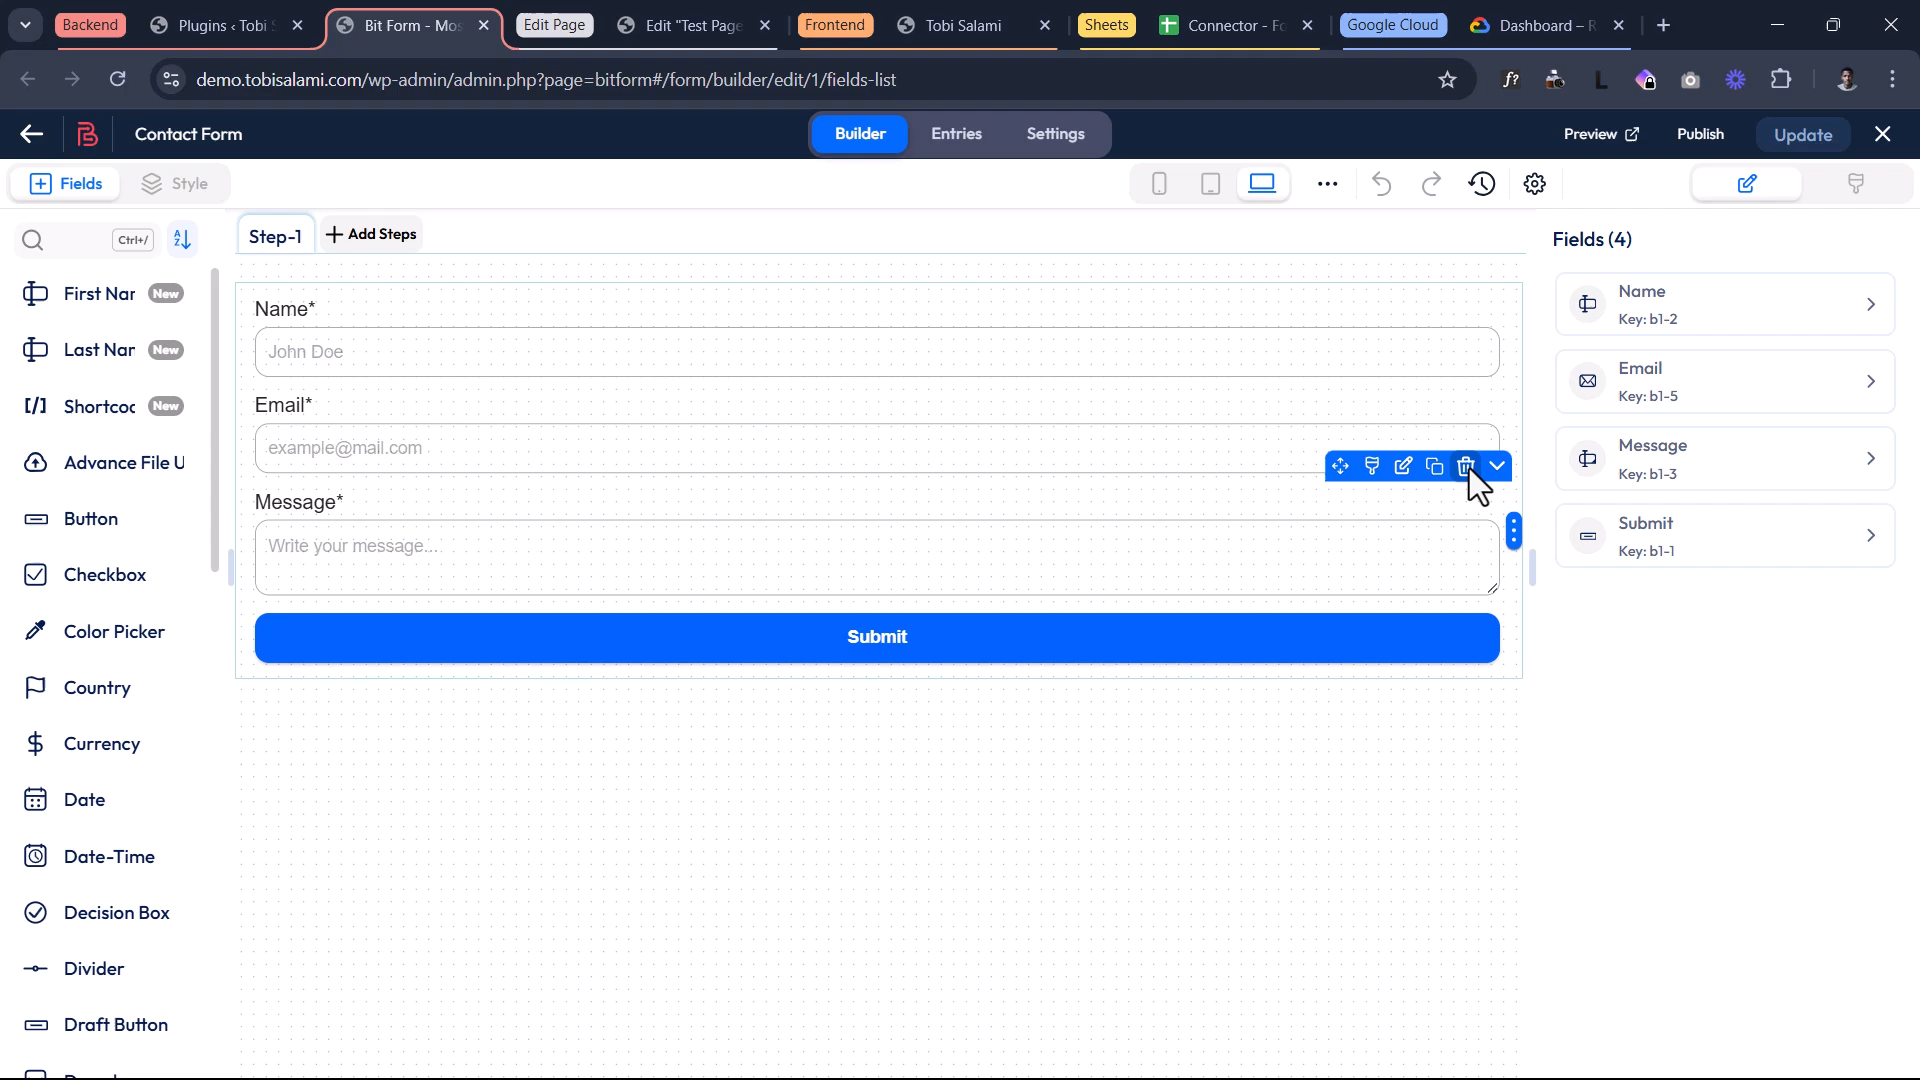 Backend
Plugins ‹ Tobi S
Bit Form - Mos
Edit Page
Edit "Test Page
Frontend
Tobi Salami
Sheets
Connector - Fo
Google Cloud
Dashboard – R
demo.tobisalami.com/wp-admin/admin.php?page=bitform#/form/builder/edit/1/fields-list
Contact Form
Builder
Entries
Settings
Preview
Publish
Update
Fields
Style
Ctrl+/
Step-1
Add Steps
Fields (4)
First Nar New
Last Nar New
Shortcoc New
Advance File U
Button
Checkbox
Color Picker
Country
Currency
Date
Date-Time
Decision Box
Divider
Draft Button
Name*
John Doe
Email*
example@mail.com
Message*
Write your message...
Submit
Name
Key: b1-2
Email
Key: b1-5
Message
Key: b1-3
Submit
Key: b1-1